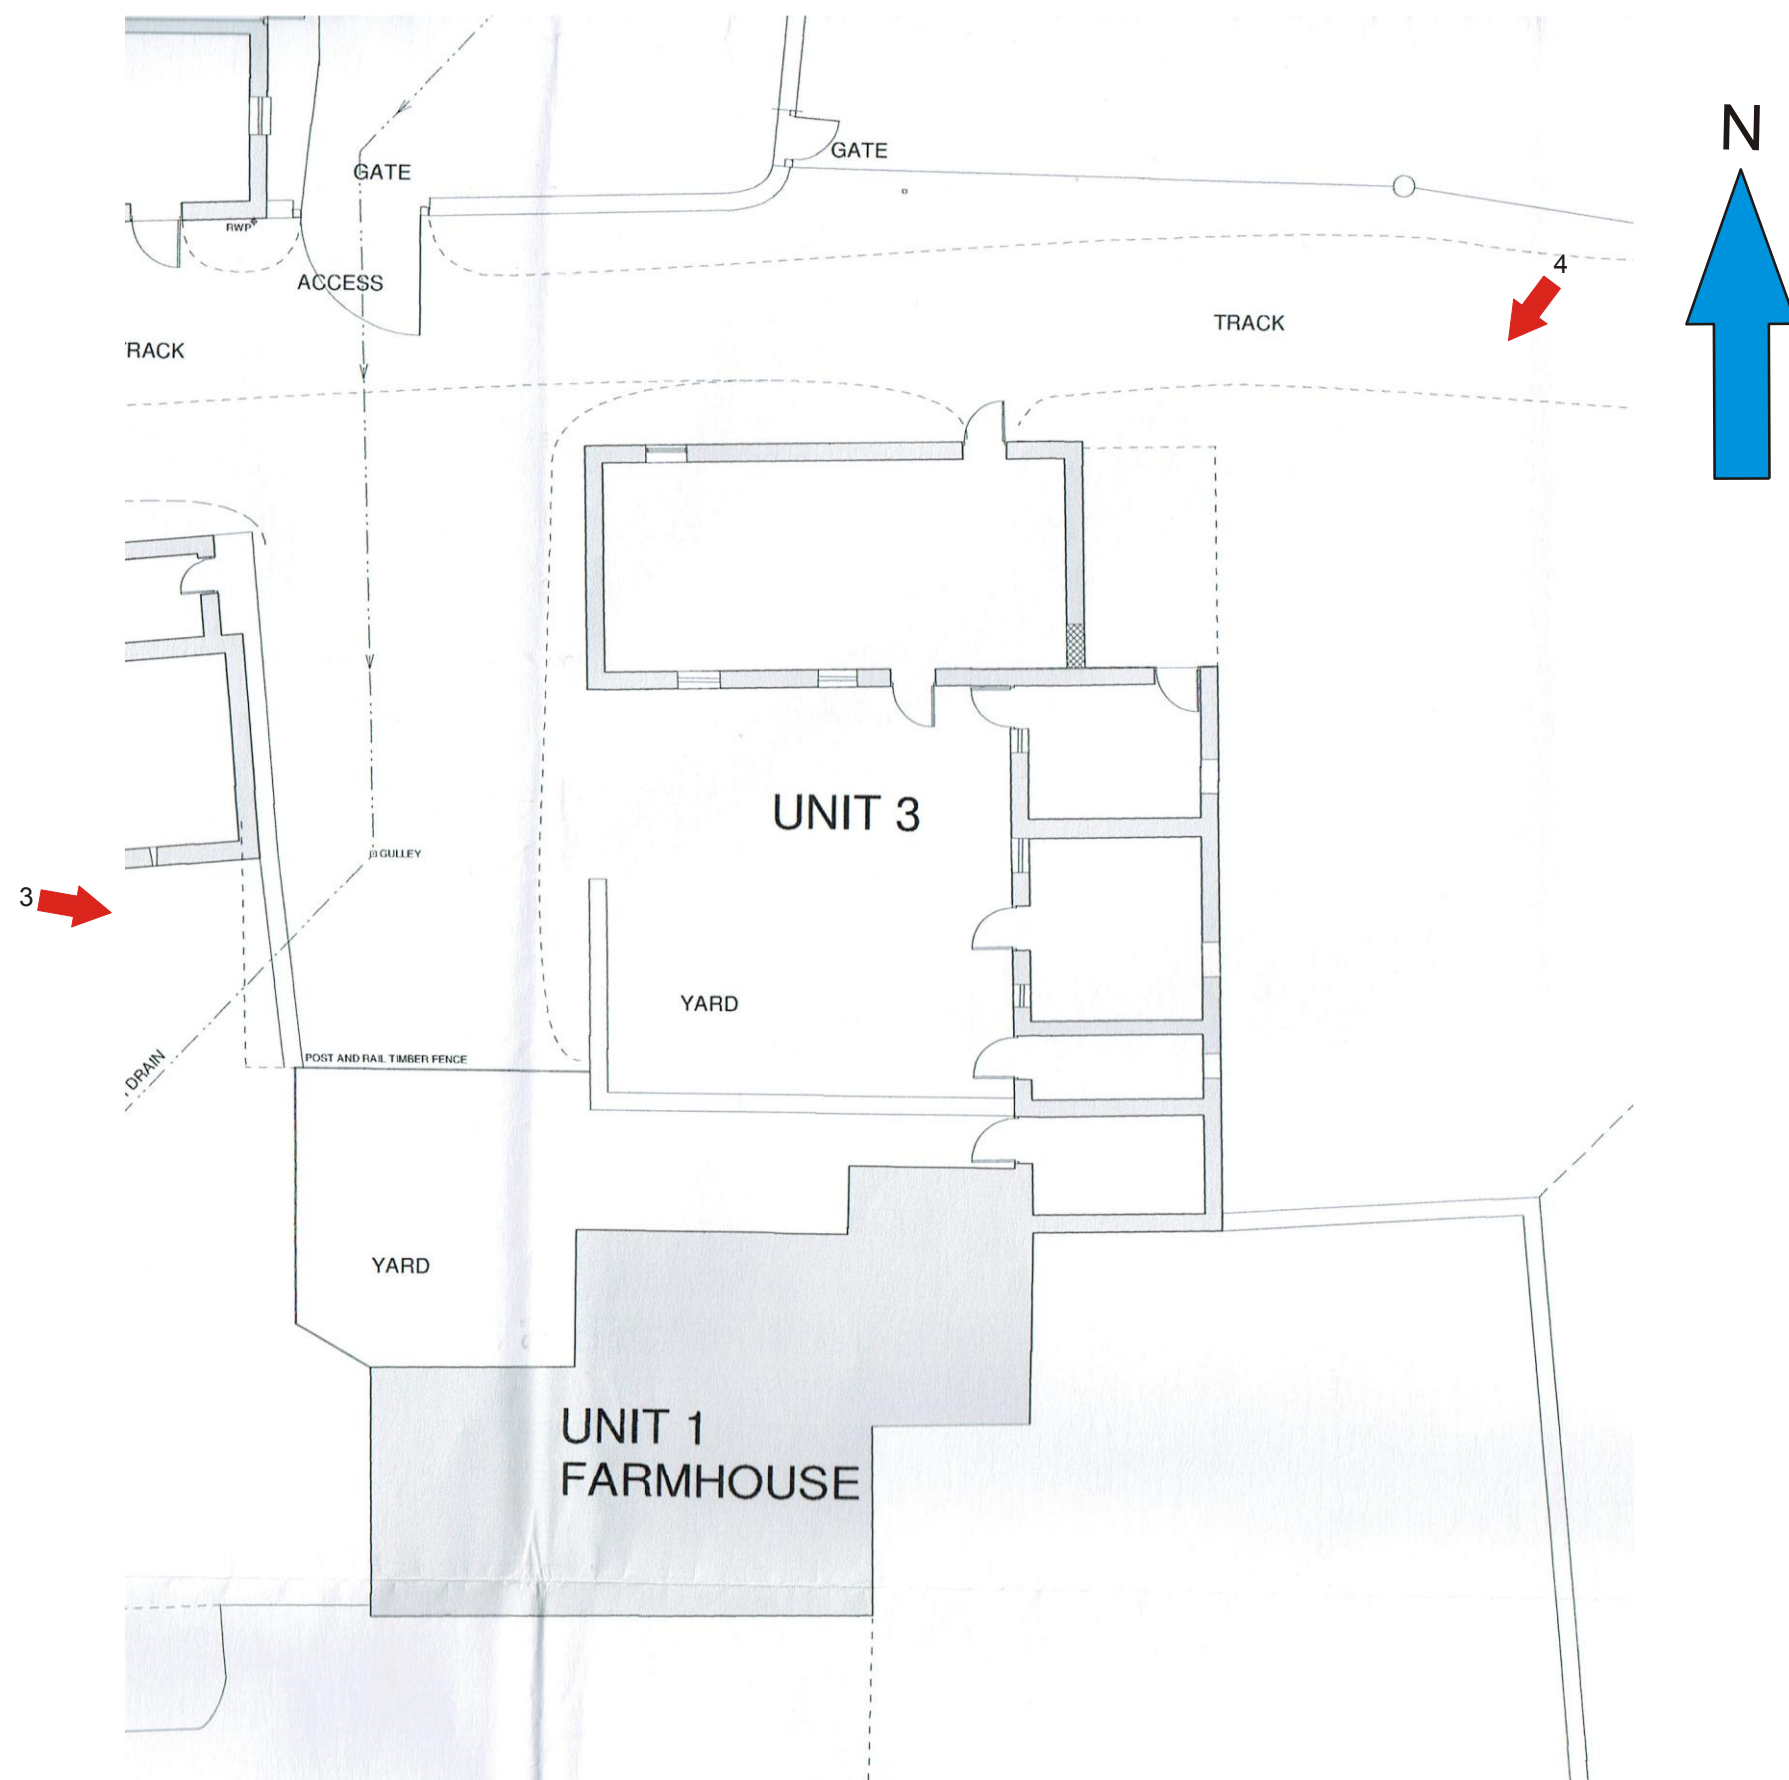 N
GATE
GATE
RWP
ACCESS
4
TRACK
RACK
UNIT 3
GULLEY
3
YARD
DRAIN
POST AND RAIL TIMBER FENCE
YARD
UNIT 1
FARMHOUSE